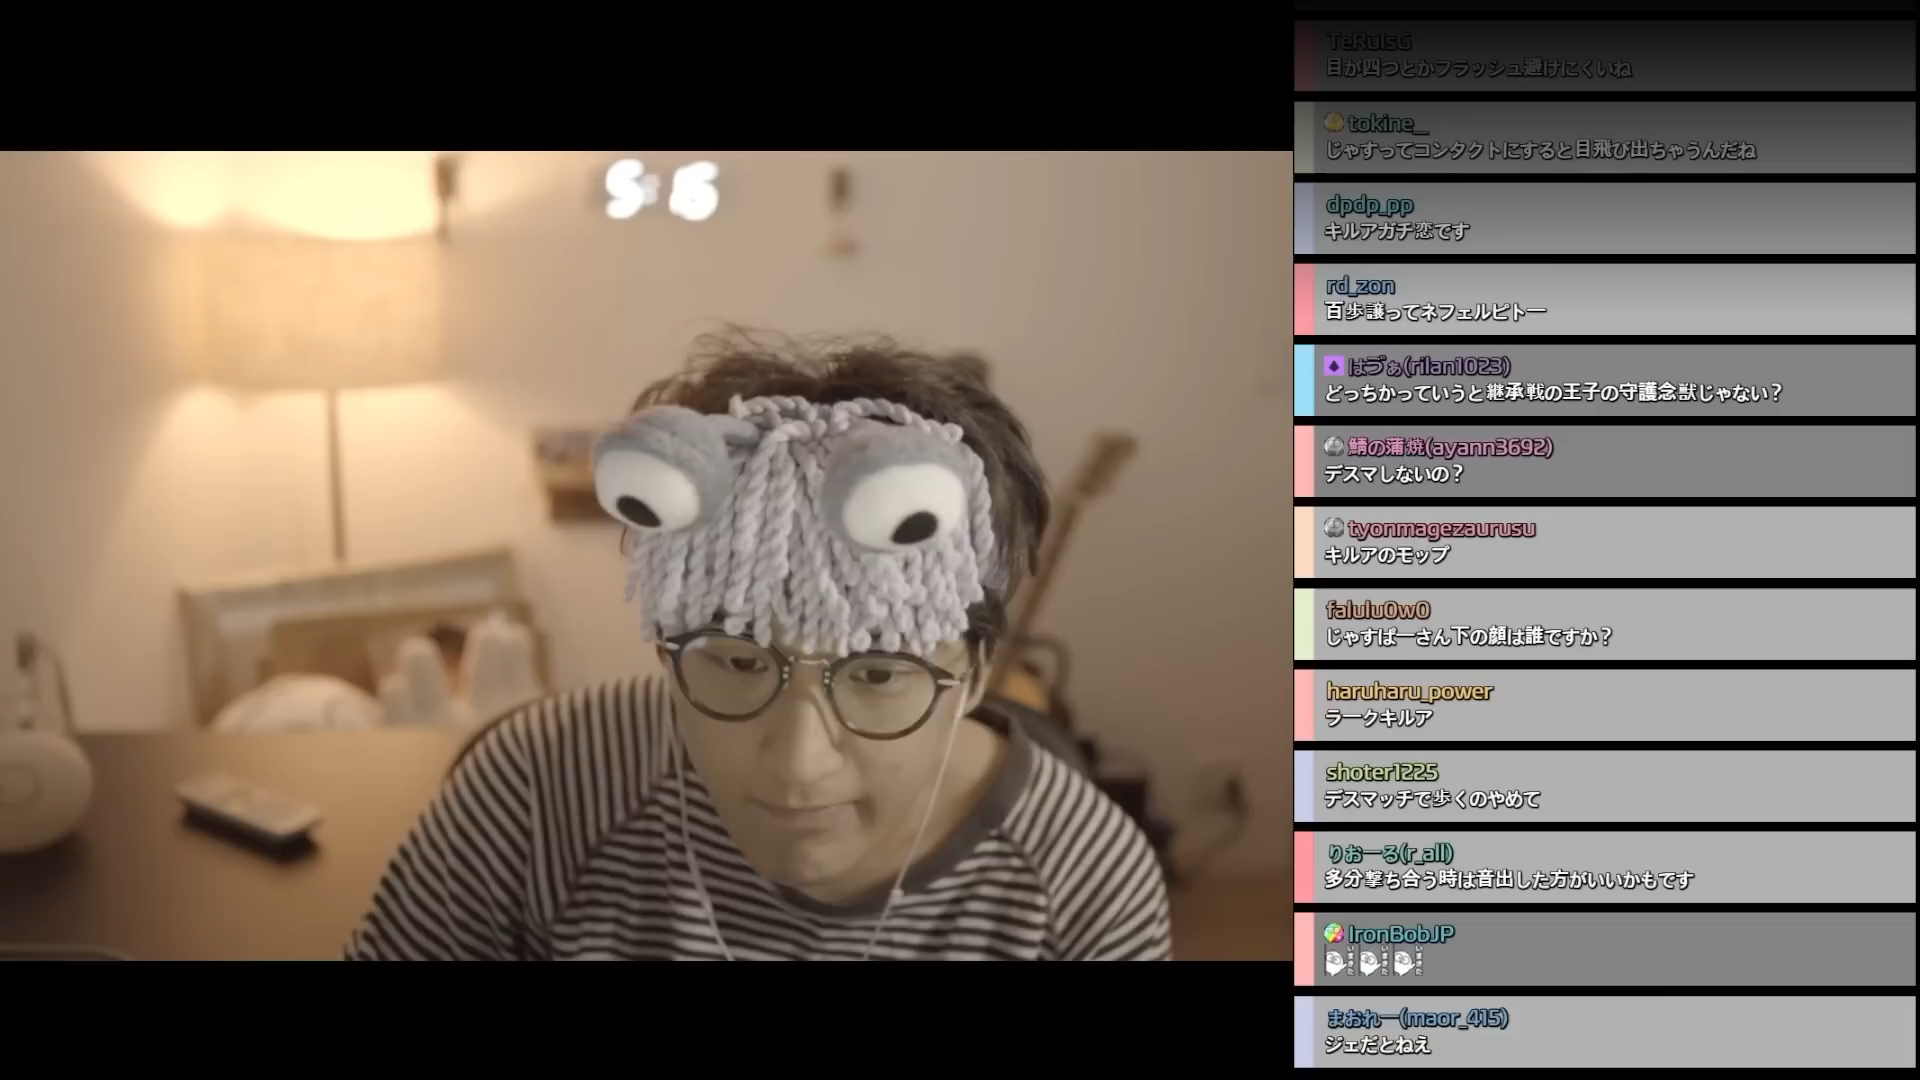 5:6
TeRuIsG
目が四つとかフラッシュ避けにくいね
tokine__
じゃすってコンタクトにすると目飛び出ちゃうんだね
dpdp_pp
キルアガチ恋です
rd_zon
百歩譲ってネフェルピトー
はづぁ(rilan1023)
どっちかっていうと継承戦の王子の守護念獣じゃない？
鯖の蒲焼(ayann3692)
デスマしないの？
tyonmagezaurusu
キルアのモップ
falulu0w0
じゃすぱーさん下の顔は誰ですか？
haruharu_power
ラークキルア
shoter1225
デスマッチで歩くのやめて
りおーる(r_all)
多分撃ち合う時は音出した方がいいかもです
IronBobJP
まおれー(maor_415)
ジェだとねえ